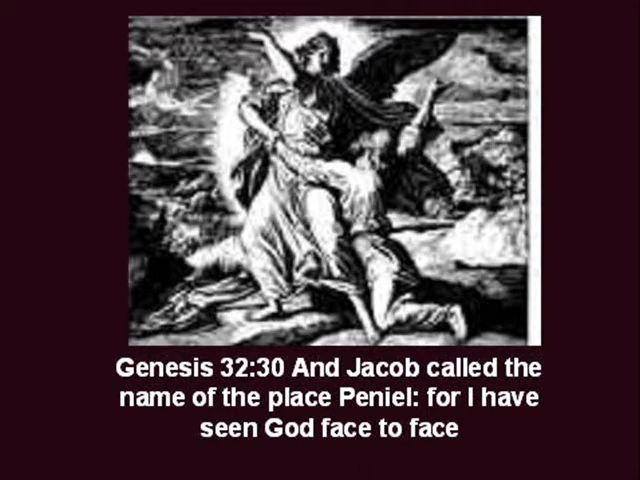 Genesis 32:30 And Jacob called the
name of the place Peniel: for I have
seen God face to face